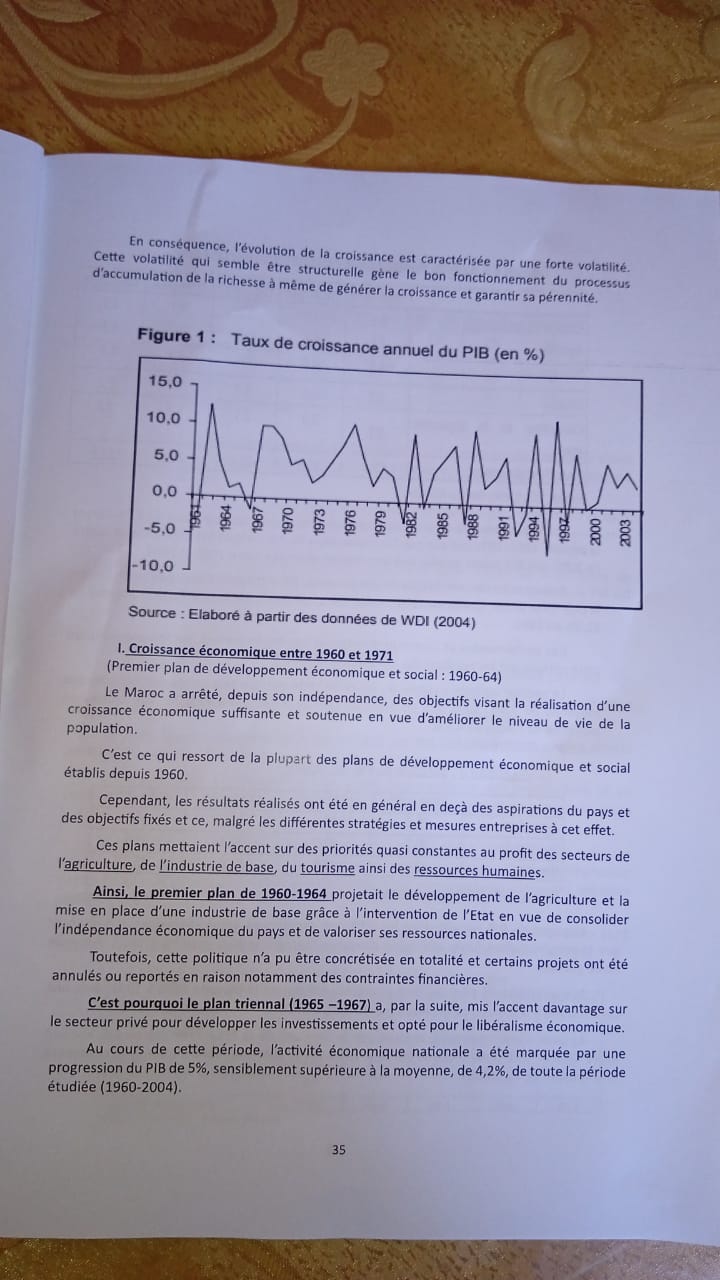 En conséquence, l'évolution de la croissance est caractérisée par une forte volatilité.
Cette volatilité qui semble être structurelle gène le bon fonctionnement du processus
d'accumulation de la richesse à même de générer la croissance et garantir sa pérennité.
Figure 1 : Taux de croissance annuel du PIB (en %)
15,0
10,0
5,0
0,0
-5,0
-10,0
1961 1964 1967 1970 1973 1976 1979 1982 1985 1988 1991 1994 1997 2000 2003
Source : Elaboré à partir des données de WDI (2004)
I. Croissance économique entre 1960 et 1971
(Premier plan de développement économique et social : 1960-64)
Le Maroc a arrêté, depuis son indépendance, des objectifs visant la réalisation d'une
croissance économique suffisante et soutenue en vue d'améliorer le niveau de vie de la
population.
C'est ce qui ressort de la plupart des plans de développement économique et social
établis depuis 1960.
Cependant, les résultats réalisés ont été en général en deçà des aspirations du pays et
des objectifs fixés et ce, malgré les différentes stratégies et mesures entreprises à cet effet.
Ces plans mettaient l'accent sur des priorités quasi constantes au profit des secteurs de
l'agriculture, de l'industrie de base, du tourisme ainsi des ressources humaines.
Ainsi, le premier plan de 1960-1964 projetait le développement de l'agriculture et la
mise en place d'une industrie de base grâce à l'intervention de l'Etat en vue de consolider
l'indépendance économique du pays et de valoriser ses ressources nationales.
Toutefois, cette politique n'a pu être concrétisée en totalité et certains projets ont été
annulés ou reportés en raison notamment des contraintes financières.
C'est pourquoi le plan triennal (1965 –1967) a, par la suite, mis l'accent davantage sur
le secteur privé pour développer les investissements et opté pour le libéralisme économique.
Au cours de cette période, l'activité économique nationale a été marquée par une
progression du PIB de 5%, sensiblement supérieure à la moyenne, de 4,2%, de toute la période
étudiée (1960-2004).
35